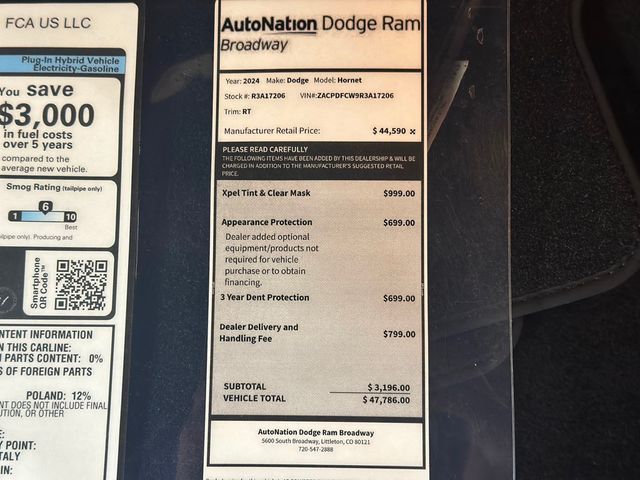 FCA US LLC
Plug-In Hybrid Vehicle
Electricity-Gasoline
You save
$3,000
in fuel costs
over 5 years
compared to the
average new vehicle.
Smog Rating (tailpipe only)
6
1
10
Best
Producing and
Smartphone
QR Code™
CONTENT INFORMATION
THIS CARLINE:
PARTS CONTENT: 0%
OF FOREIGN PARTS
POLAND: 12%
DOES NOT INCLUDE FINAL
OR OTHER
POINT:
AutoNation Dodge Ram
Broadway
Year: 2024 Make: Dodge Model: Hornet
Stock #: R3A17206 VIN#:ZACPDFCW9R3A17206
Trim: RT
Manufacturer Retail Price: $ 44,590 x
PLEASE READ CAREFULLY
THE FOLLOWING ITEMS HAVE BEEN ADDED BY THIS DEALERSHIP & WILL BE
CHARGED IN ADDITION TO THE MANUFACTURER'S SUGGESTED RETAIL
PRICE.
Xpel Tint & Clear Mask $999.00
Appearance Protection $699.00
Dealer added optional
equipment/products not
required for vehicle
purchase or to obtain
financing.
3 Year Dent Protection $699.00
Dealer Delivery and
Handling Fee $799.00
SUBTOTAL $ 3,196.00
VEHICLE TOTAL $ 47,786.00
AutoNation Dodge Ram Broadway
5600 South Broadway, Littleton, CO 80121
720-547-2888